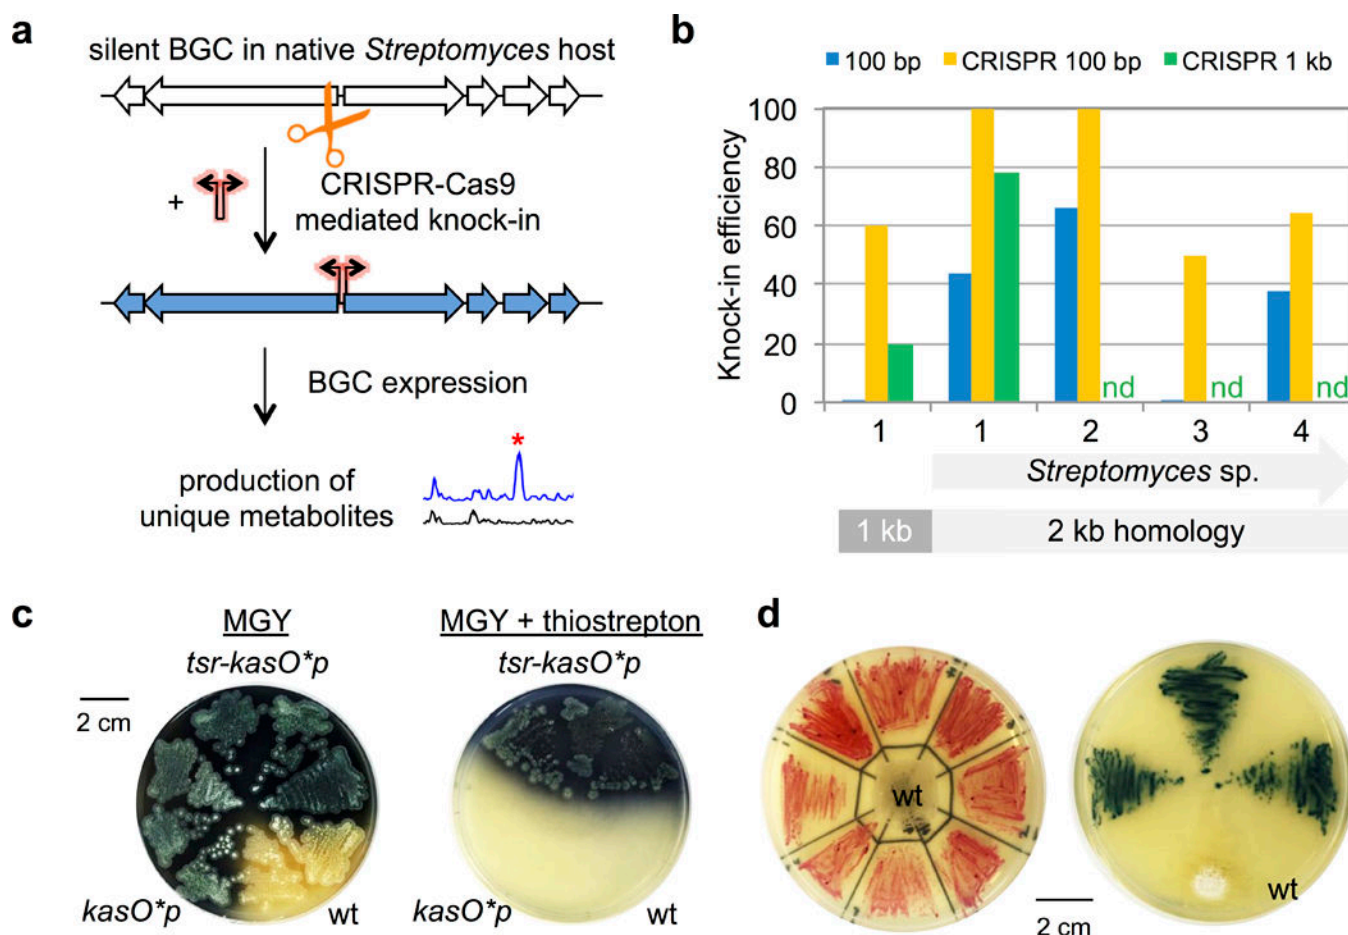 a
silent BGC in native Streptomyces host
+
CRISPR-Cas9
mediated knock-in
BGC expression
production of
unique metabolites
*
b
100 bp CRISPR 100 bp CRISPR 1 kb
Knock-in efficiency
100
80
60
40
20
0
nd nd nd
1 1 2 3 4
Streptomyces sp.
1 kb 2 kb homology
c
MGY
tsr-kasO*p
2 cm
kasO*p
wt
MGY + thiostrepton
tsr-kasO*p
kasO*p
wt
d
wt
wt
2 cm